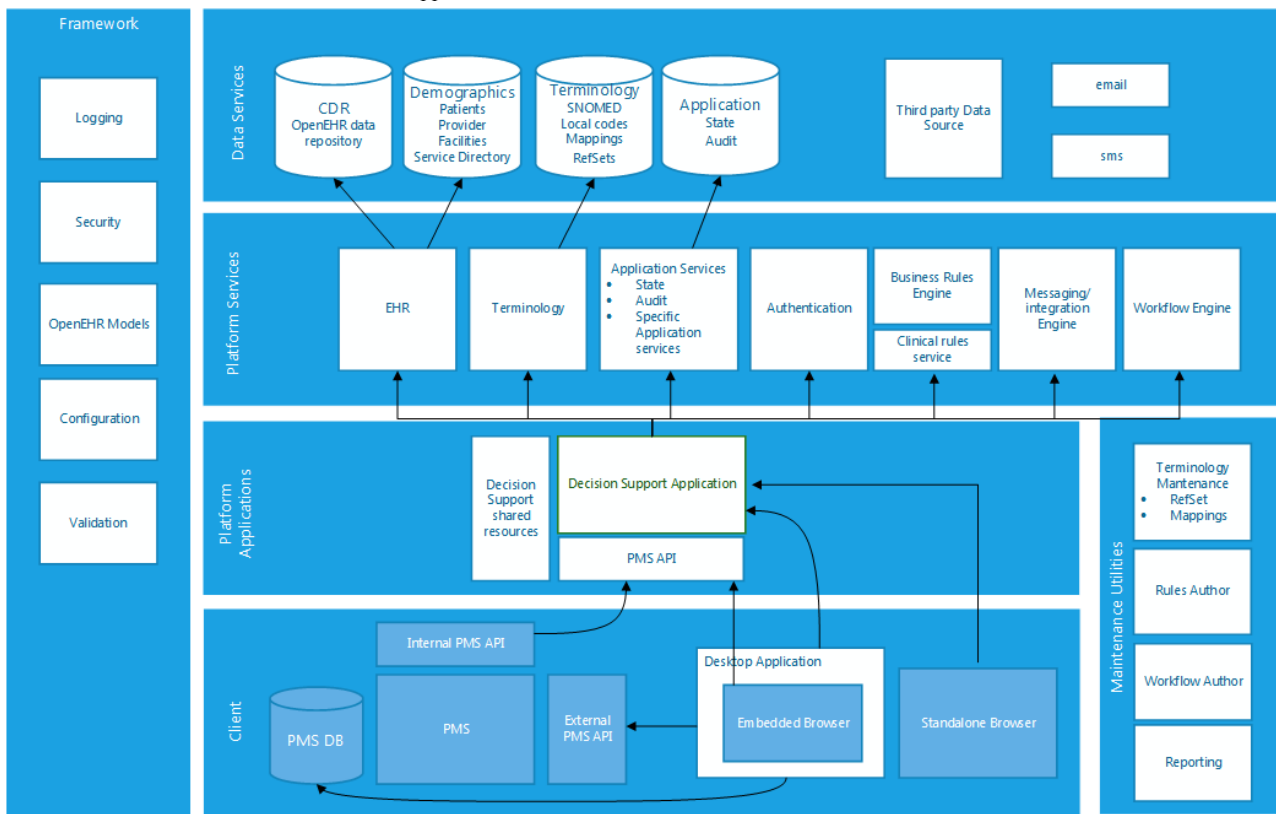 Framework
Logging
Security
OpenEHR Models
Configuration
Validation
Data Services
CDR
OpenEHR data
repository
Demographics
Patients
Provider
Facilities
Service Directory
Terminology
SNOMED
Local codes
Mappings
RefSets
Application
State
Audit
Third party Data
Source
email
sms
Platform Services
EHR
Terminology
Application Services
• State
• Audit
• Specific
Application
services
Authentication
Business Rules
Engine
Clinical rules
service
Messaging/
integration
Engine
Workflow Engine
Platform
Applications
Decision
Support
shared
resources
Decision Support Application
PMS API
Client
Internal PMS API
PMS DB
PMS
External
PMS API
Desktop Application
Embedded Browser
Standalone Browser
Maintenance Utilities
Terminology
Mantenance
• RefSet
• Mappings
Rules Author
Workflow Author
Reporting